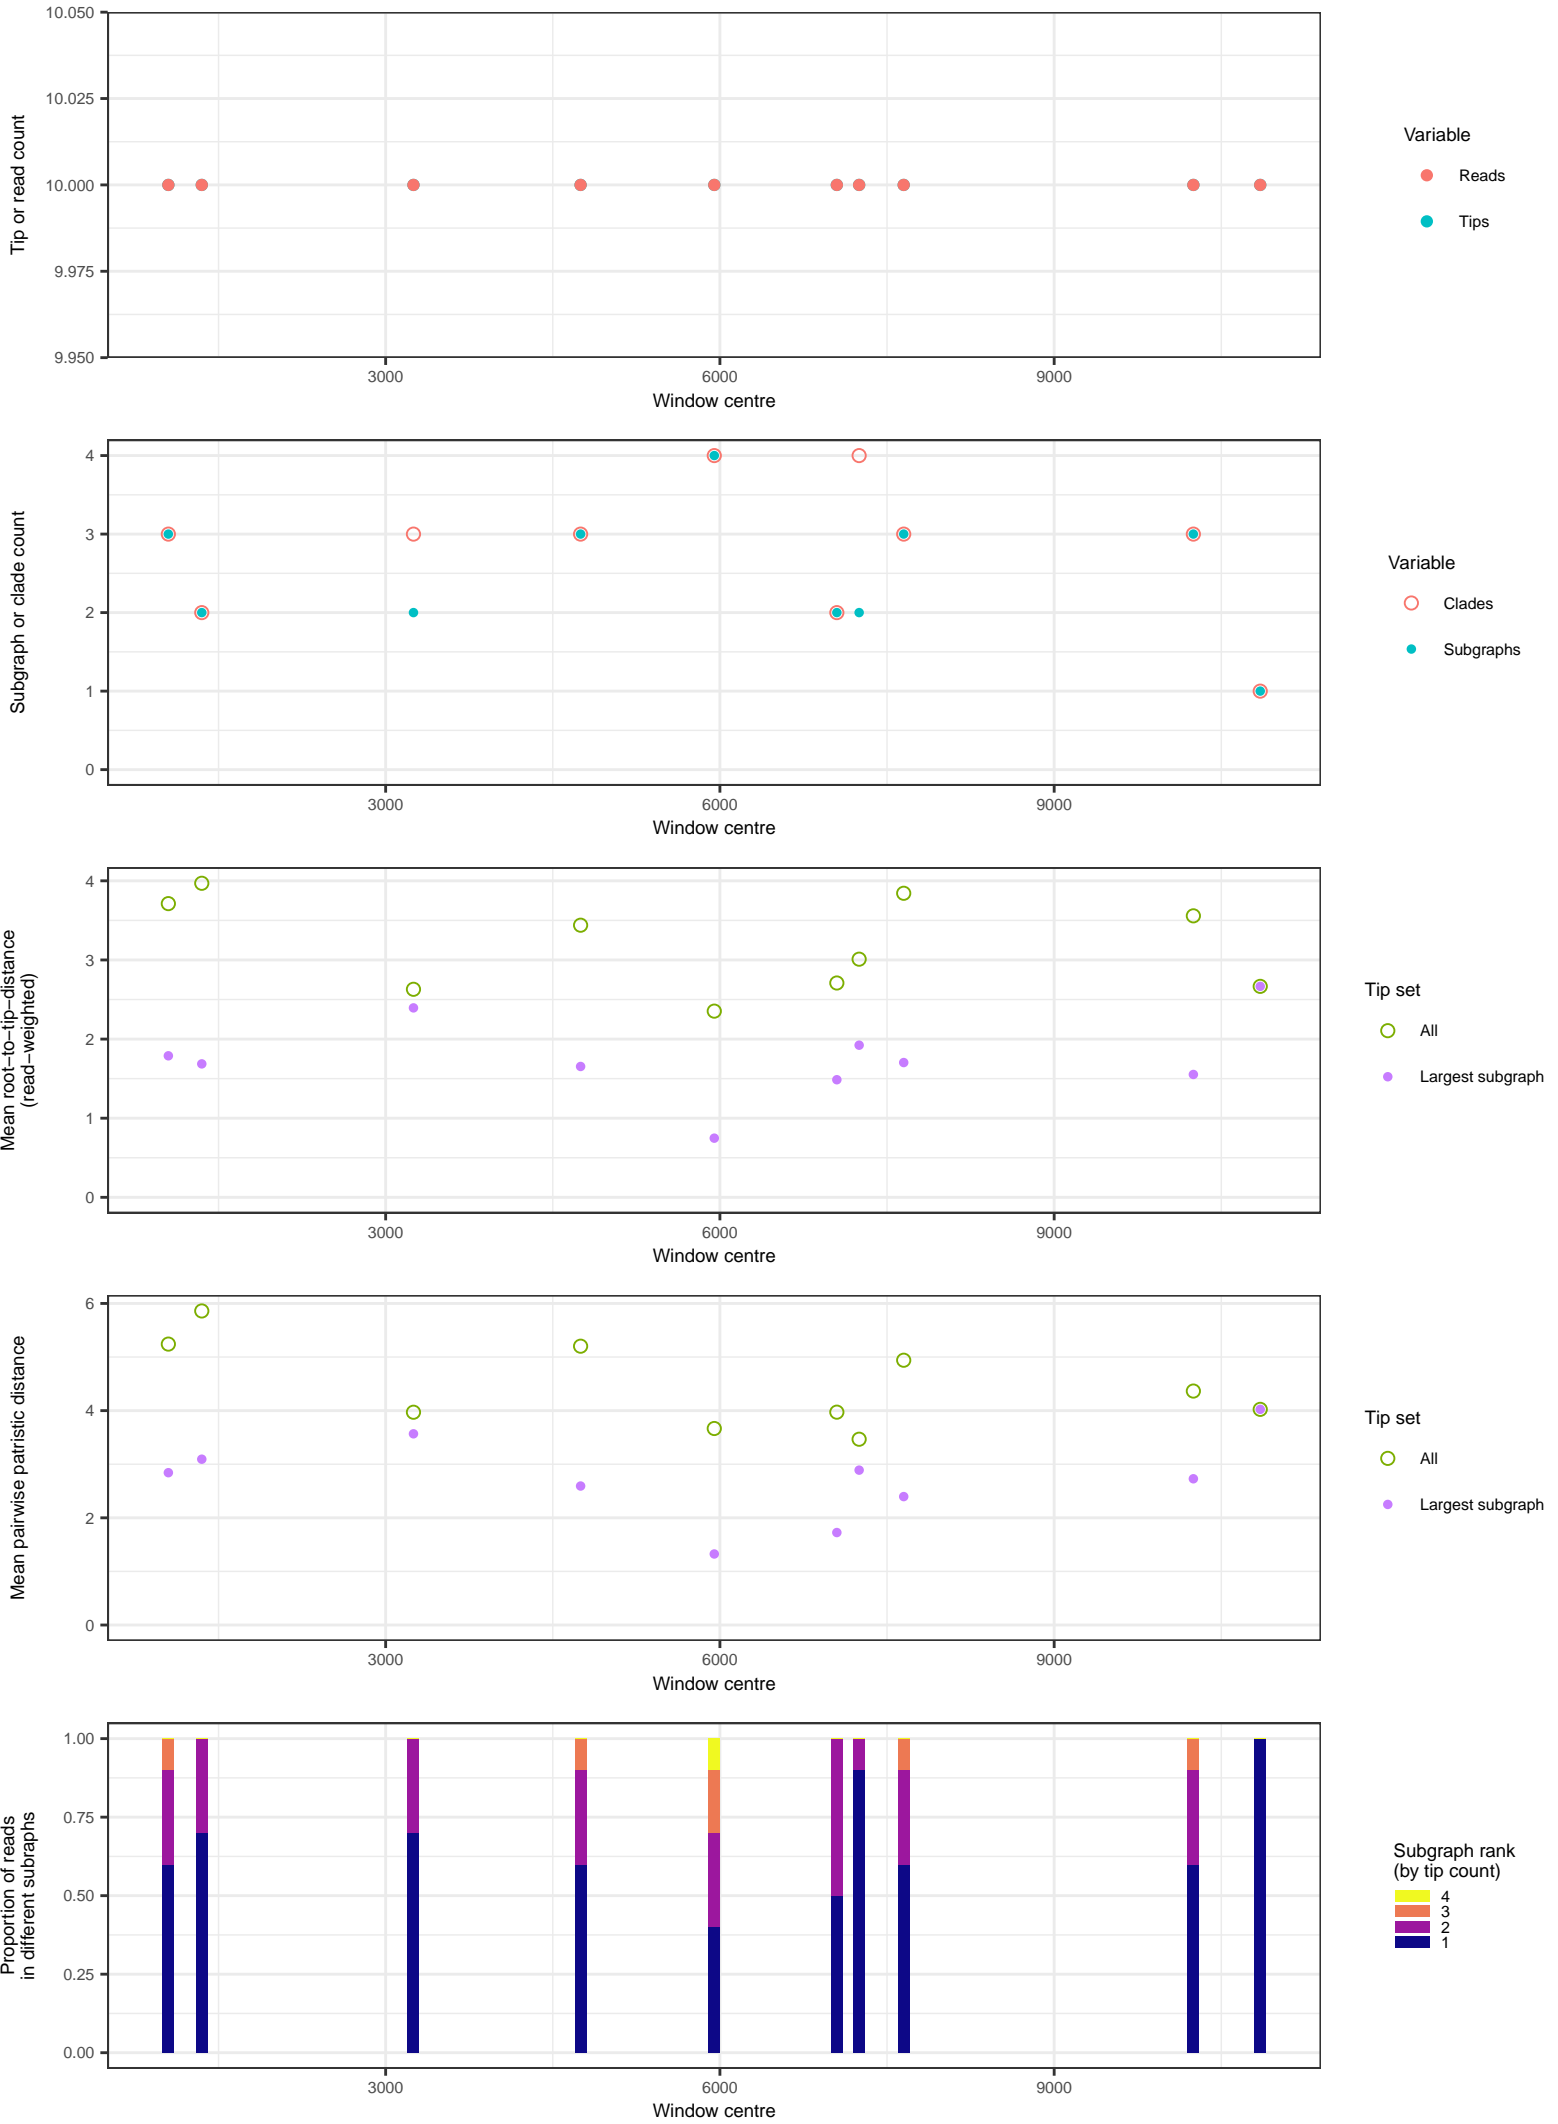 10.050
10.025
10.000
9.975
9.950
Tip or read count
3000 6000 9000
Window centre
Variable
Reads
Tips
4
3
2
1
0
Subgraph or clade count
3000 6000 9000
Window centre
Variable
Clades
Subgraphs
4
3
2
1
0
Mean root−to−tip−distance
(read−weighted)
3000 6000 9000
Window centre
Tip set
All
Largest subgraph
6
4
2
0
Mean pairwise patristic distance
3000 6000 9000
Window centre
Tip set
All
Largest subgraph
1.00
0.75
0.50
0.25
0.00
Proportion of reads
in different subraphs
3000 6000 9000
Window centre
Subgraph rank
(by tip count)
4
3
2
1